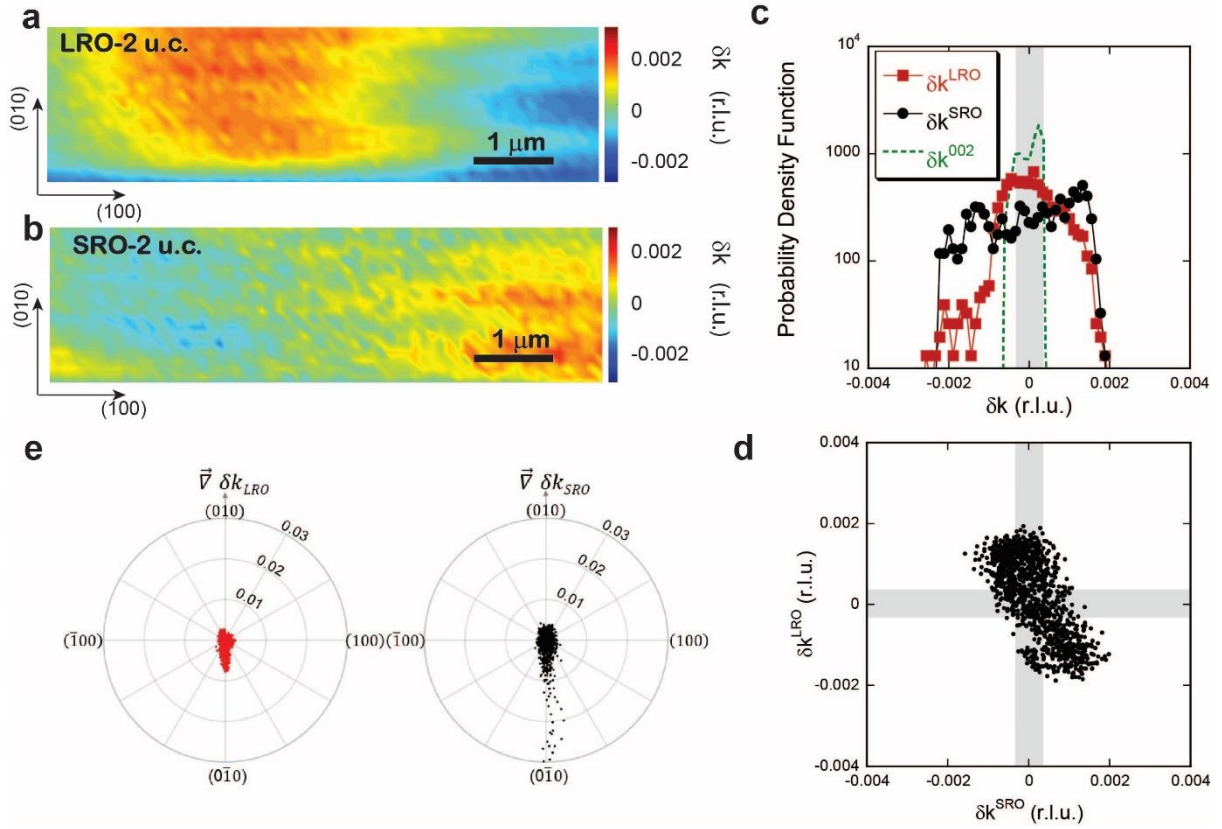 a
LRO-2 u.c.
(010)
(100)
1 μm
0.002
0
-0.002
δk (r.l.u.)
b
SRO-2 u.c.
(010)
(100)
1 μm
0.002
0
-0.002
δk (r.l.u.)
c
Probability Density Function
10⁴
1000
100
10
δk^LRO
δk^SRO
δk^002
-0.004 -0.002 0 0.002 0.004
δk (r.l.u.)
e
∇⃗ δk_LRO
(010)
0.03
0.02
0.01
(1̅00)
(100)
(01̅0)
∇⃗ δk_SRO
(010)
0.03
0.02
0.01
(1̅00)
(100)
(01̅0)
d
δk^LRO (r.l.u.)
0.004
0.002
0
-0.002
-0.004
-0.004 -0.002 0 0.002 0.004
δk^SRO (r.l.u.)